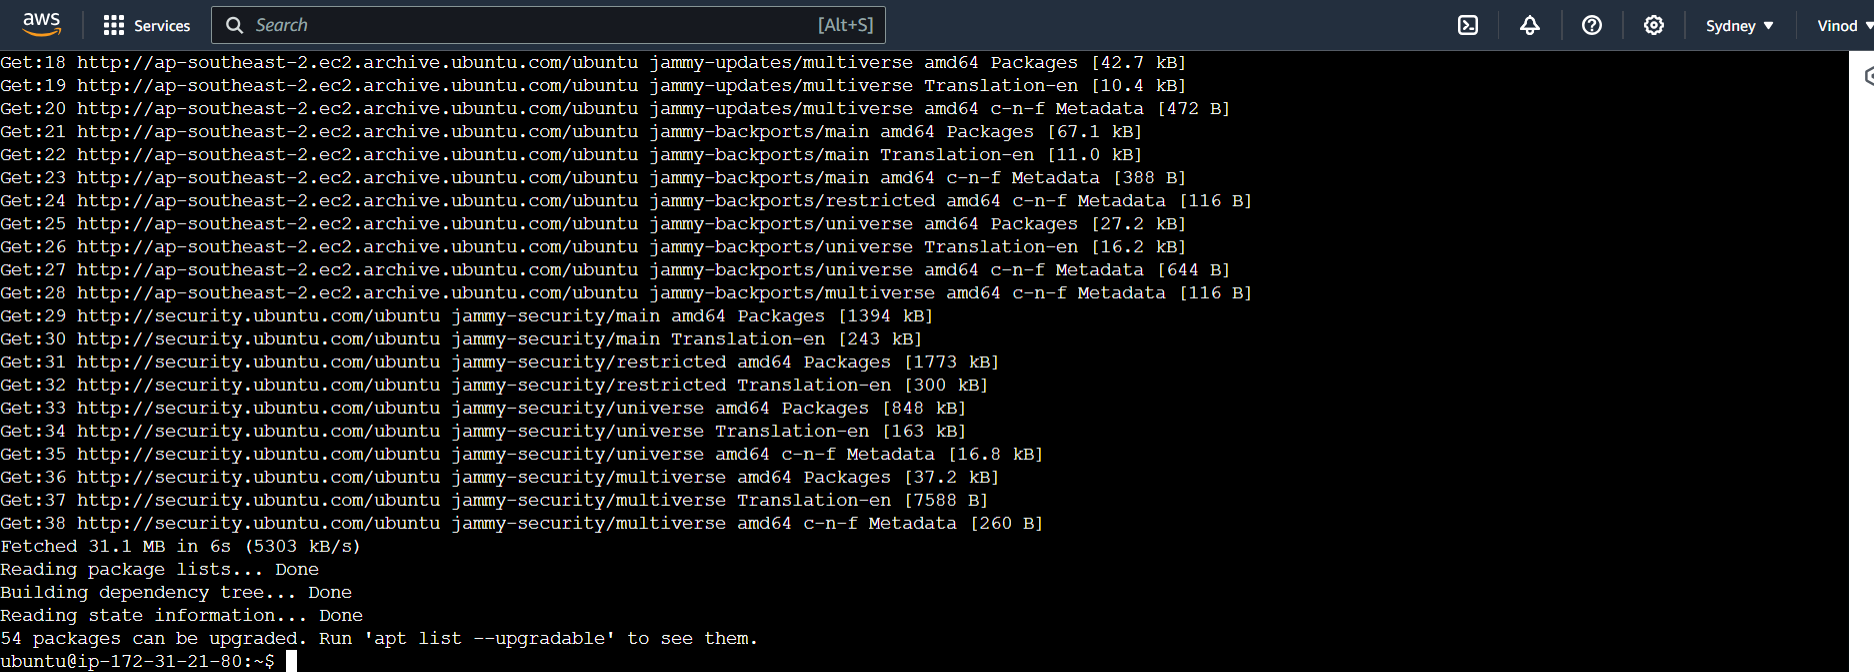 aws Services Search [Alt+S] Sydney Vinod
Get:18 http://ap-southeast-2.ec2.archive.ubuntu.com/ubuntu jammy-updates/multiverse amd64 Packages [42.7 kB]
Get:19 http://ap-southeast-2.ec2.archive.ubuntu.com/ubuntu jammy-updates/multiverse Translation-en [10.4 kB]
Get:20 http://ap-southeast-2.ec2.archive.ubuntu.com/ubuntu jammy-updates/multiverse amd64 c-n-f Metadata [472 B]
Get:21 http://ap-southeast-2.ec2.archive.ubuntu.com/ubuntu jammy-backports/main amd64 Packages [67.1 kB]
Get:22 http://ap-southeast-2.ec2.archive.ubuntu.com/ubuntu jammy-backports/main Translation-en [11.0 kB]
Get:23 http://ap-southeast-2.ec2.archive.ubuntu.com/ubuntu jammy-backports/main amd64 c-n-f Metadata [388 B]
Get:24 http://ap-southeast-2.ec2.archive.ubuntu.com/ubuntu jammy-backports/restricted amd64 c-n-f Metadata [116 B]
Get:25 http://ap-southeast-2.ec2.archive.ubuntu.com/ubuntu jammy-backports/universe amd64 Packages [27.2 kB]
Get:26 http://ap-southeast-2.ec2.archive.ubuntu.com/ubuntu jammy-backports/universe Translation-en [16.2 kB]
Get:27 http://ap-southeast-2.ec2.archive.ubuntu.com/ubuntu jammy-backports/universe amd64 c-n-f Metadata [644 B]
Get:28 http://ap-southeast-2.ec2.archive.ubuntu.com/ubuntu jammy-backports/multiverse amd64 c-n-f Metadata [116 B]
Get:29 http://security.ubuntu.com/ubuntu jammy-security/main amd64 Packages [1394 kB]
Get:30 http://security.ubuntu.com/ubuntu jammy-security/main Translation-en [243 kB]
Get:31 http://security.ubuntu.com/ubuntu jammy-security/restricted amd64 Packages [1773 kB]
Get:32 http://security.ubuntu.com/ubuntu jammy-security/restricted Translation-en [300 kB]
Get:33 http://security.ubuntu.com/ubuntu jammy-security/universe amd64 Packages [848 kB]
Get:34 http://security.ubuntu.com/ubuntu jammy-security/universe Translation-en [163 kB]
Get:35 http://security.ubuntu.com/ubuntu jammy-security/universe amd64 c-n-f Metadata [16.8 kB]
Get:36 http://security.ubuntu.com/ubuntu jammy-security/multiverse amd64 Packages [37.2 kB]
Get:37 http://security.ubuntu.com/ubuntu jammy-security/multiverse Translation-en [7588 B]
Get:38 http://security.ubuntu.com/ubuntu jammy-security/multiverse amd64 c-n-f Metadata [260 B]
Fetched 31.1 MB in 6s (5303 kB/s)
Reading package lists... Done
Building dependency tree... Done
Reading state information... Done
54 packages can be upgraded. Run 'apt list --upgradable' to see them.
ubuntu@ip-172-31-21-80:~$